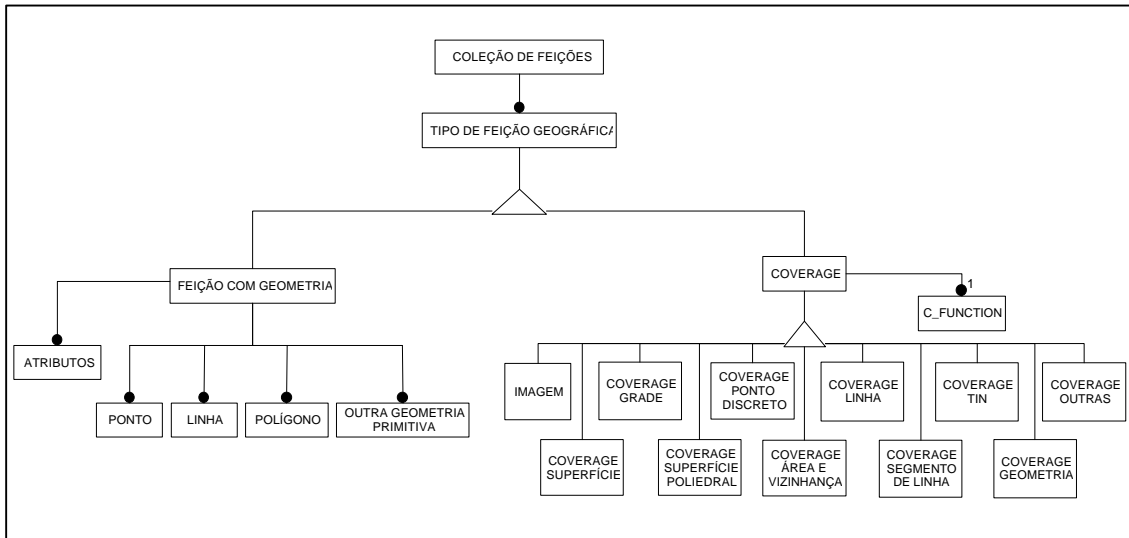 COLEÇÃO DE FEIÇÕES
TIPO DE FEIÇÃO GEOGRÁFICA
FEIÇÃO COM GEOMETRIA
COVERAGE
1
C_FUNCTION
ATRIBUTOS
PONTO
LINHA
POLÍGONO
OUTRA GEOMETRIA
PRIMITIVA
IMAGEM
COVERAGE
GRADE
COVERAGE
PONTO
DISCRETO
COVERAGE
LINHA
COVERAGE
TIN
COVERAGE
OUTRAS
COVERAGE
SUPERFÍCIE
COVERAGE
SUPERFÍCIE
POLIEDRAL
COVERAGE
ÁREA E
VIZINHANÇA
COVERAGE
SEGMENTO
DE LINHA
COVERAGE
GEOMETRIA